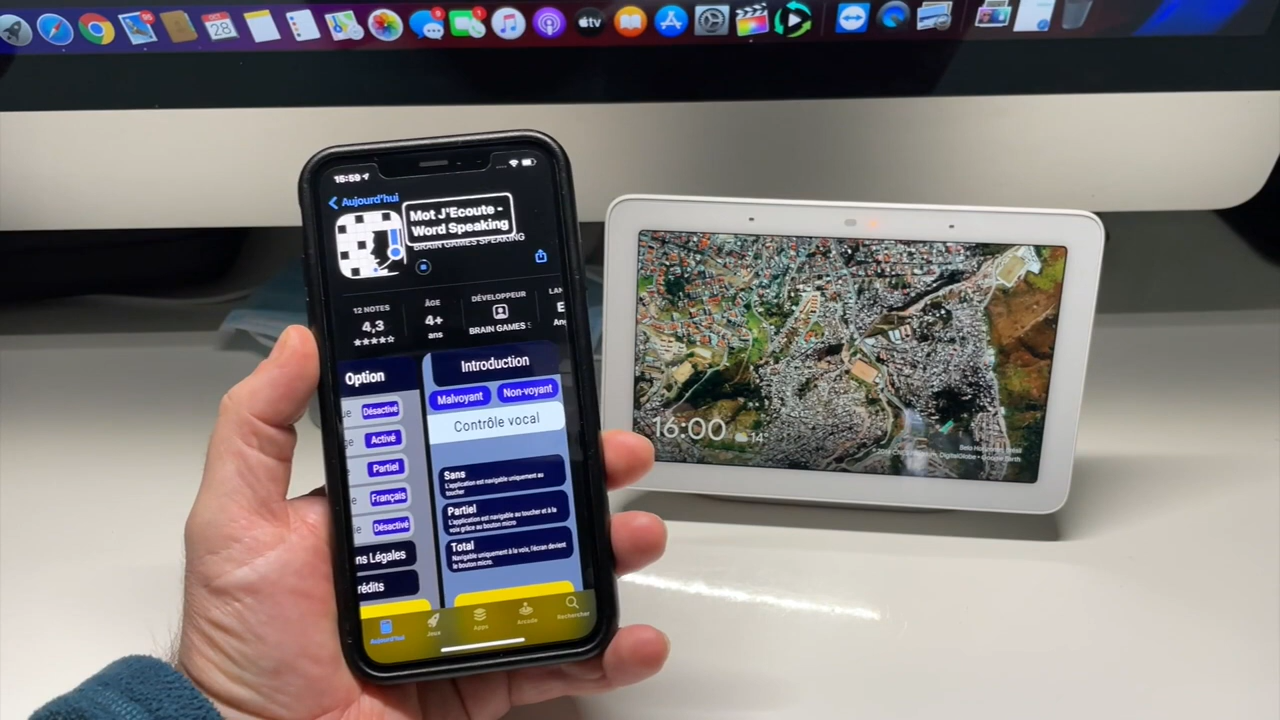 OCT
28
tv
15:59
Aujourd'hui
Mot J'Ecoute -
Word Speaking
BRAIN GAMES SPEAKING
12 NOTES
4,3
ÂGE
4+
ans
DÉVELOPPEUR
BRAIN GAMES
LAN
Option
Désactivé
Activé
Partiel
Français
Désactivé
ns Légales
rédits
Introduction
Malvoyant
Non-voyant
Contrôle vocal
Sans
L'application est navigable uniquement au
toucher
Partiel
L'application est navigable au toucher et à la
voix grâce au bouton micro
Total
Navigable uniquement à la voix, l'écran devient
le bouton micro.
Aujourd'hui
Jeux
Apps
Arcade
Rechercher
16:00
14°